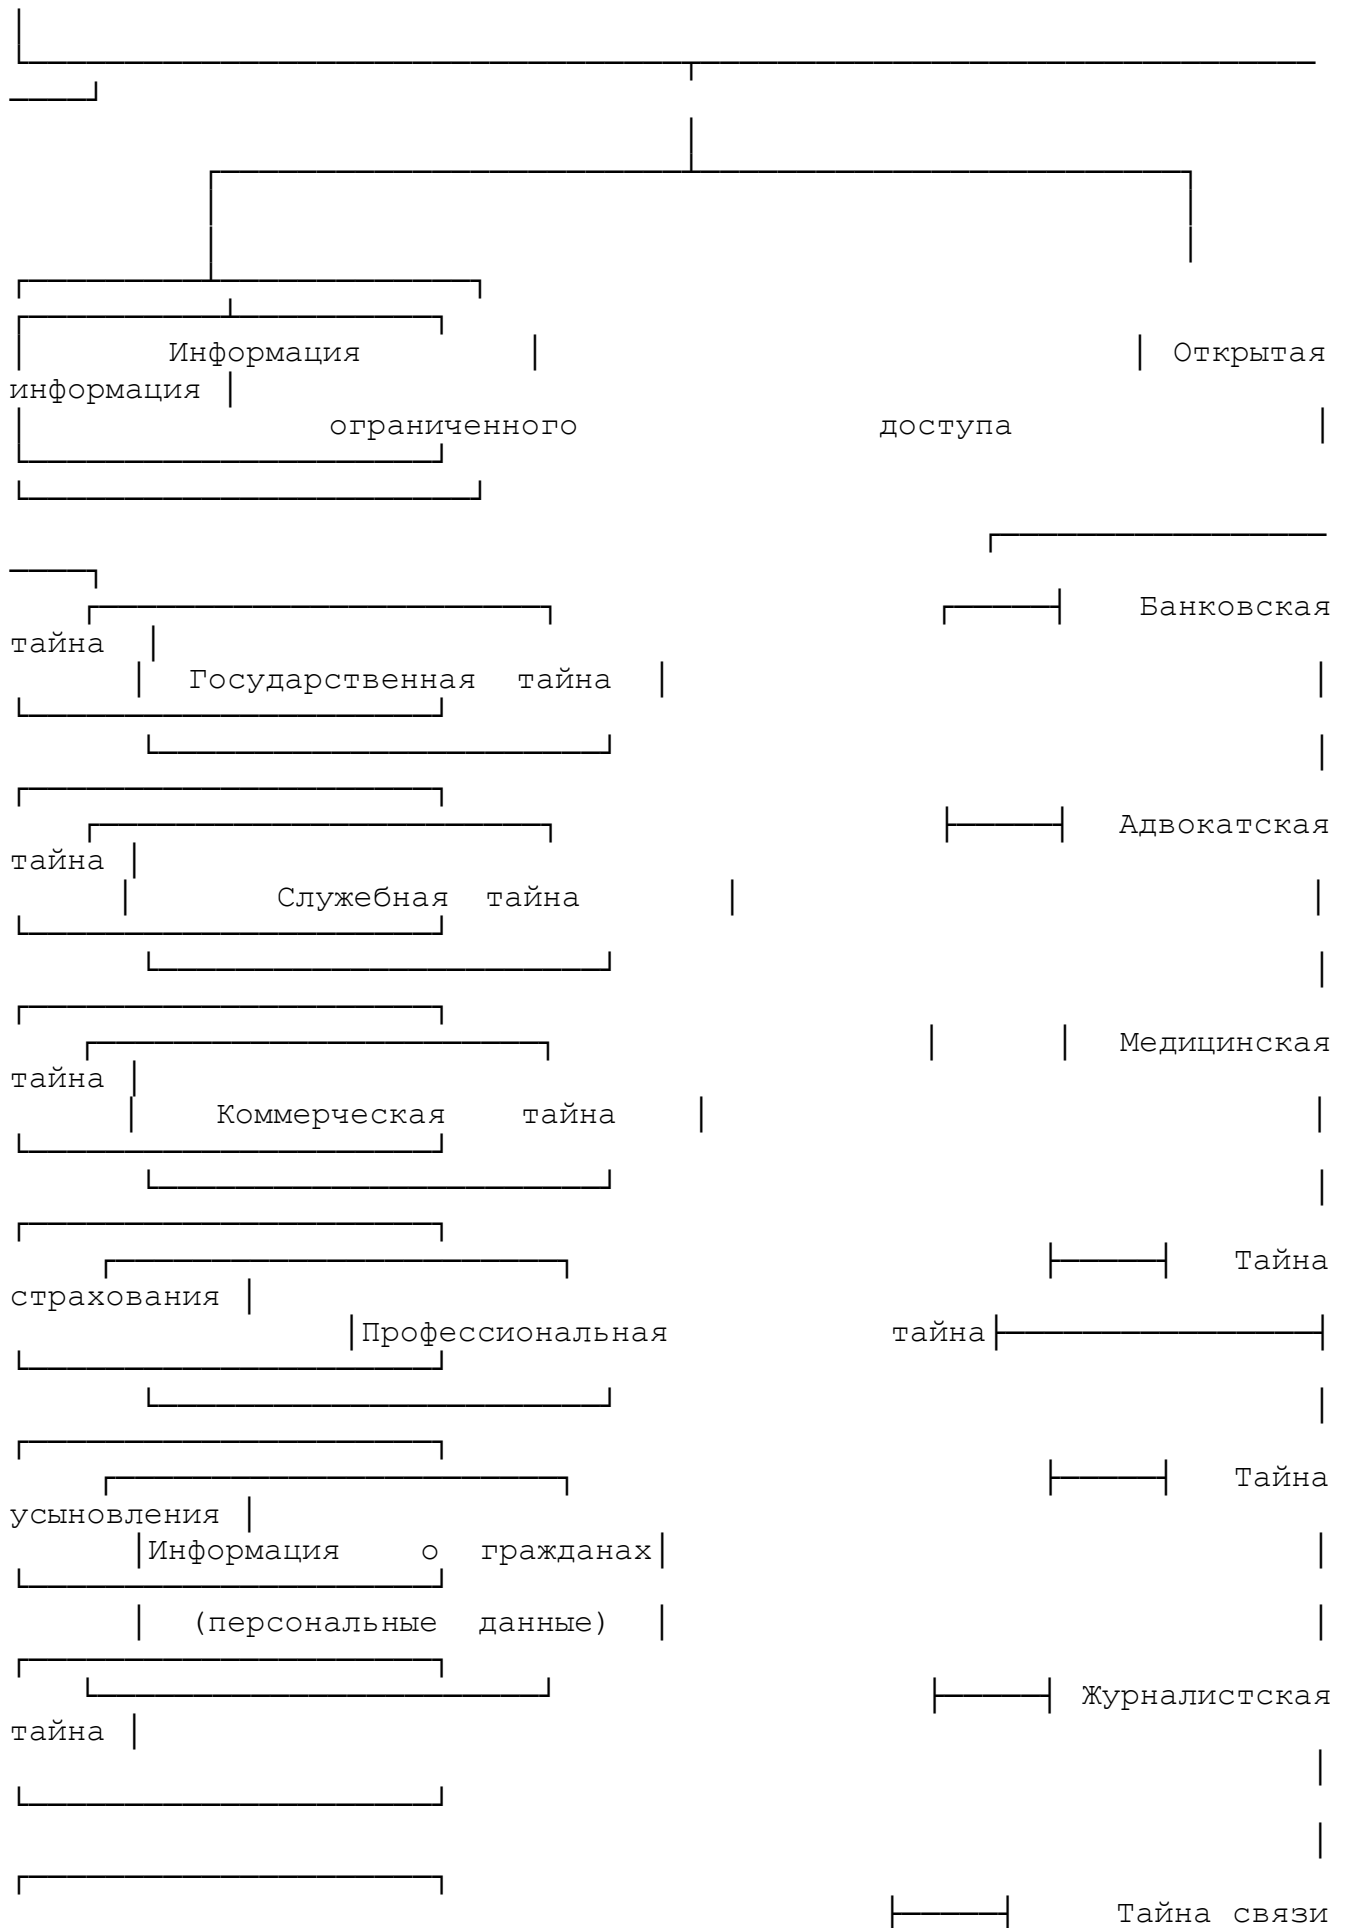 Информация Открытая
информация
ограниченного доступа
Банковская
тайна
Государственная тайна
Адвокатская
тайна
Служебная тайна
Медицинская
тайна
Коммерческая тайна
Тайна
страхования
Профессиональная тайна
Тайна
усыновления
Информация о гражданах
(персональные данные)
Журналистская
тайна
Тайна связи